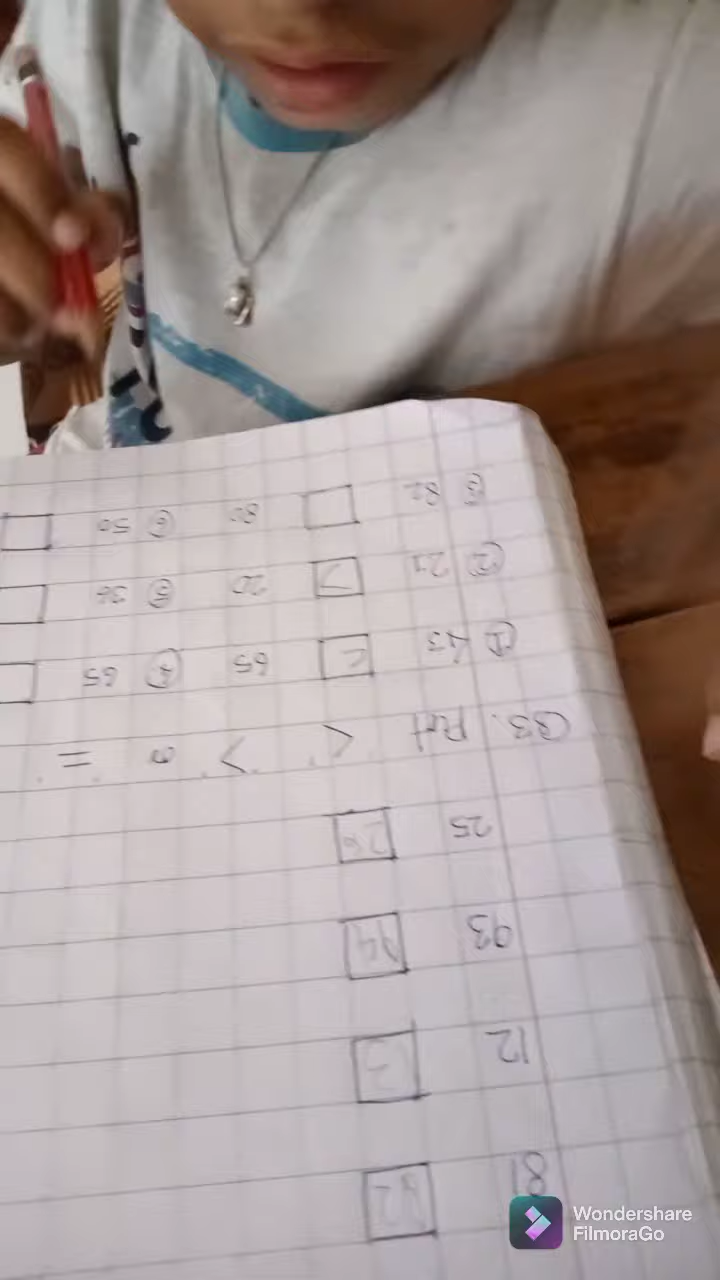 81 82
12 13
93 94
25 26
Q3. Put ">" "<" or "="
① 43 > 65 ④ 65
② 21 < 20 ⑤ 36
③ 82 80 ⑥ 50
Wondershare
FilmoraGo